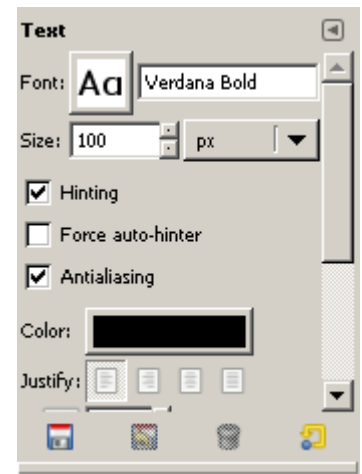 Text
Font: Aa Verdana Bold
Size: 100 px
Hinting
Force auto-hinter
Antialiasing
Color:
Justify: